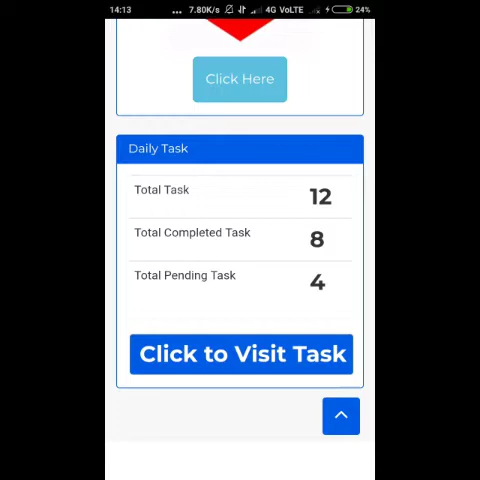 14:13 ... 7.80K/s 4G VoLTE 24%
Click Here
Daily Task
Total Task 12
Total Completed Task 8
Total Pending Task 4
Click to Visit Task